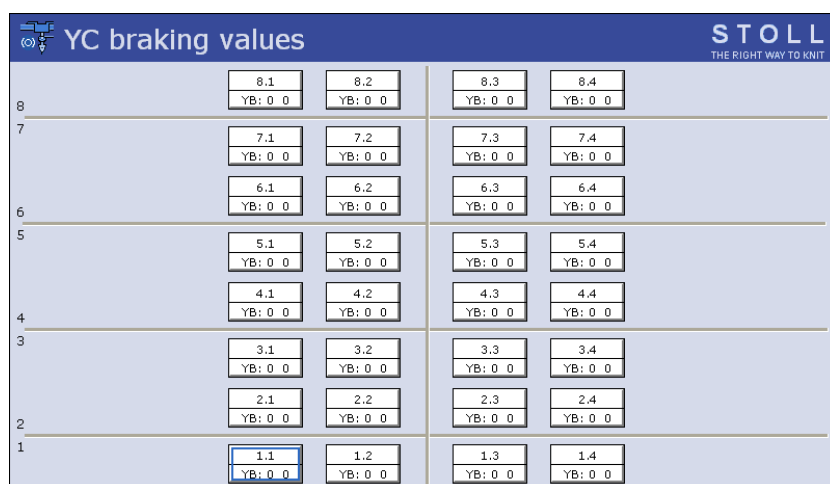 YC braking values
STOLL
THE RIGHT WAY TO KNIT
8.1 8.2 8.3 8.4
8 YB: 0 0 YB: 0 0 YB: 0 0 YB: 0 0
7
7.1 7.2 7.3 7.4
YB: 0 0 YB: 0 0 YB: 0 0 YB: 0 0
6.1 6.2 6.3 6.4
6 YB: 0 0 YB: 0 0 YB: 0 0 YB: 0 0
5
5.1 5.2 5.3 5.4
YB: 0 0 YB: 0 0 YB: 0 0 YB: 0 0
4.1 4.2 4.3 4.4
4 YB: 0 0 YB: 0 0 YB: 0 0 YB: 0 0
3
3.1 3.2 3.3 3.4
YB: 0 0 YB: 0 0 YB: 0 0 YB: 0 0
2.1 2.2 2.3 2.4
2 YB: 0 0 YB: 0 0 YB: 0 0 YB: 0 0
1
1.1 1.2 1.3 1.4
YB: 0 0 YB: 0 0 YB: 0 0 YB: 0 0